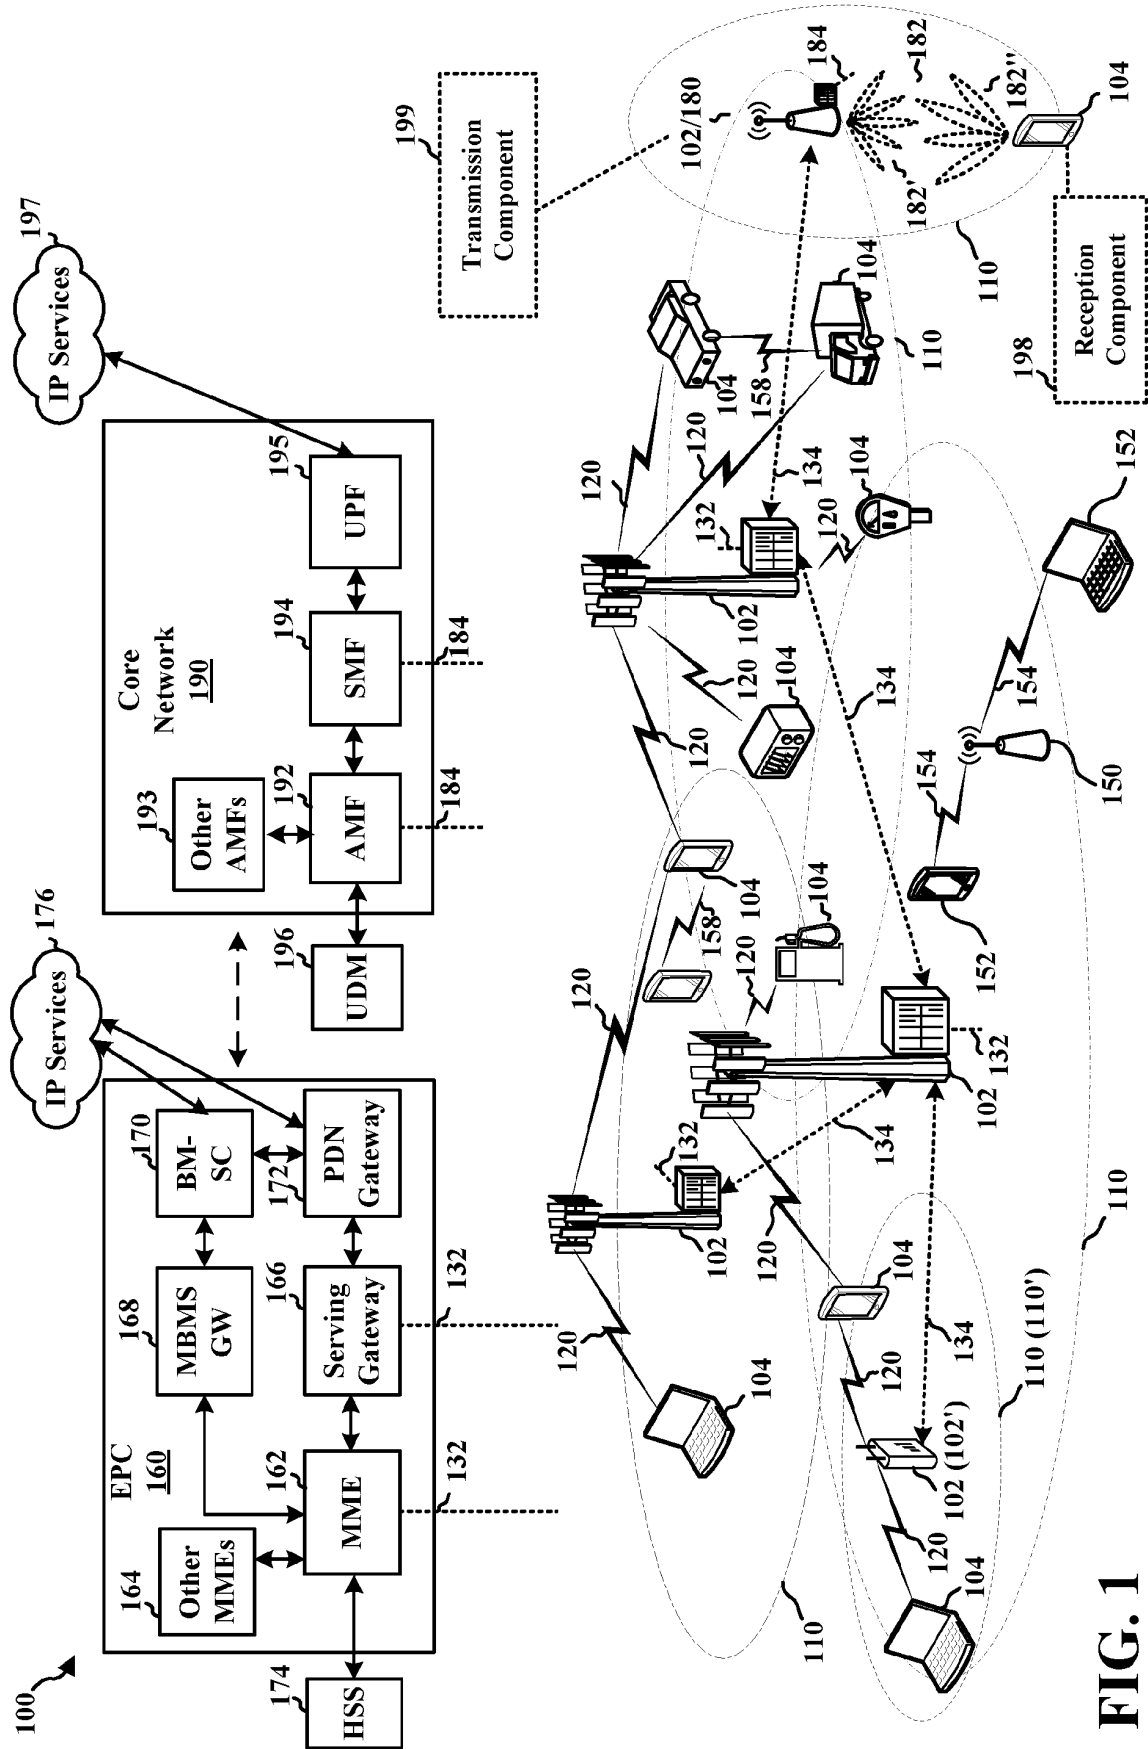 100
EPC
160
164
Other
MMEs
162
MME
174
HSS
168
MBMS
GW
166
Serving
Gateway
170
BM-
SC
172
PDN
Gateway
132
132
176
IP Services
Core
Network
190
193
Other
AMFs
192
AMF
196
UDM
194
SMF
195
UPF
184
184
197
IP Services
199
Transmission
Component
102/180
184
182
182'
182''
104
198
Reception
Component
110
120
104
158
104
110
120
134
132
102
120
104
120
104
120
134
120
104
158
120
104
132
102
134
132
102
120
120
104
110
152
154
150
154
152
120
104
120
134
102 (102')
120
104
110 (110')
110
FIG. 1